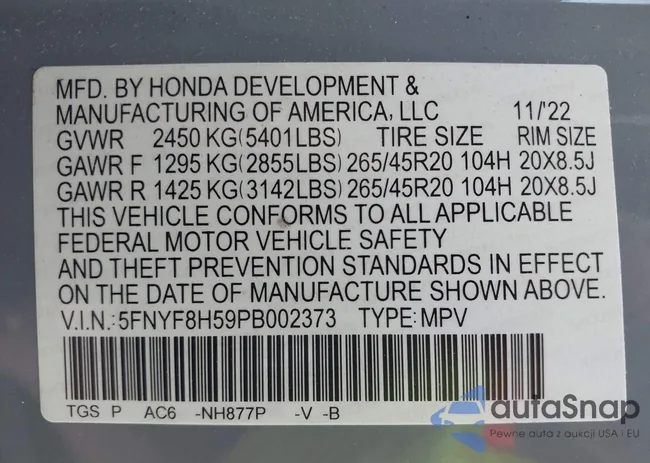 MFD. BY HONDA DEVELOPMENT &
MANUFACTURING OF AMERICA, LLC 11/'22
GVWR 2450 KG(5401LBS) TIRE SIZE RIM SIZE
GAWR F 1295 KG(2855LBS) 265/45R20 104H 20X8.5J
GAWR R 1425 KG(3142LBS) 265/45R20 104H 20X8.5J
THIS VEHICLE CONFORMS TO ALL APPLICABLE
FEDERAL MOTOR VEHICLE SAFETY
AND THEFT PREVENTION STANDARDS IN EFFECT
ON THE DATE OF MANUFACTURE SHOWN ABOVE.
V.I.N.:5FNYF8H59PB002373 TYPE:MPV
TGS P AC6 -NH877P -V -B
autaSnap
Pewne auta z aukcji USA i EU